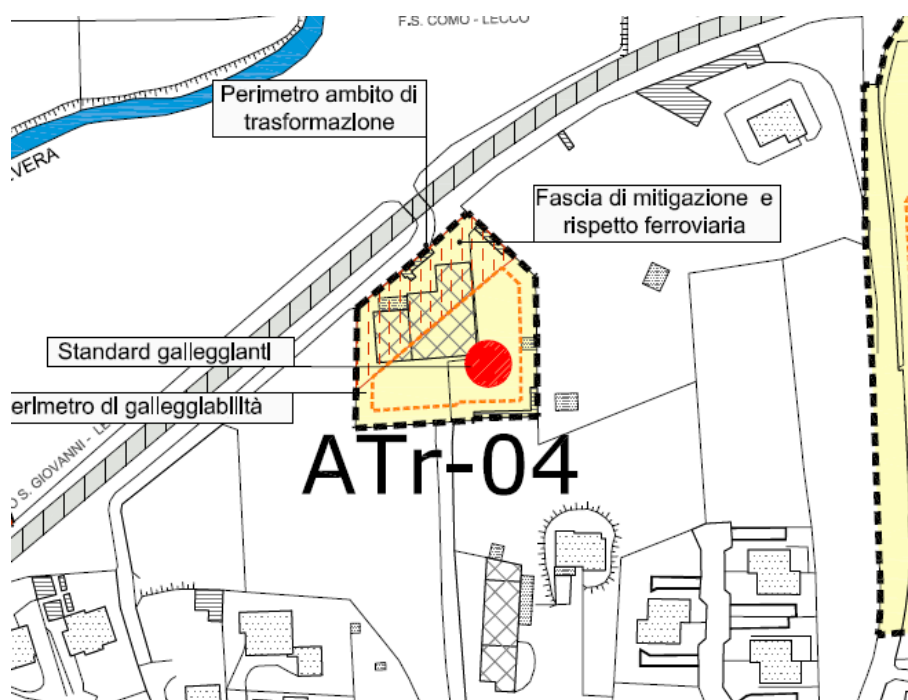 F.S. COMO - LECCO
Perimetro ambito di
trasformazione
VERA
Fascia di mitigazione e
rispetto ferroviaria
Standard galleggianti
erimetro di galleggiabilità
O S. GIOVANNI - LE
ATr-04